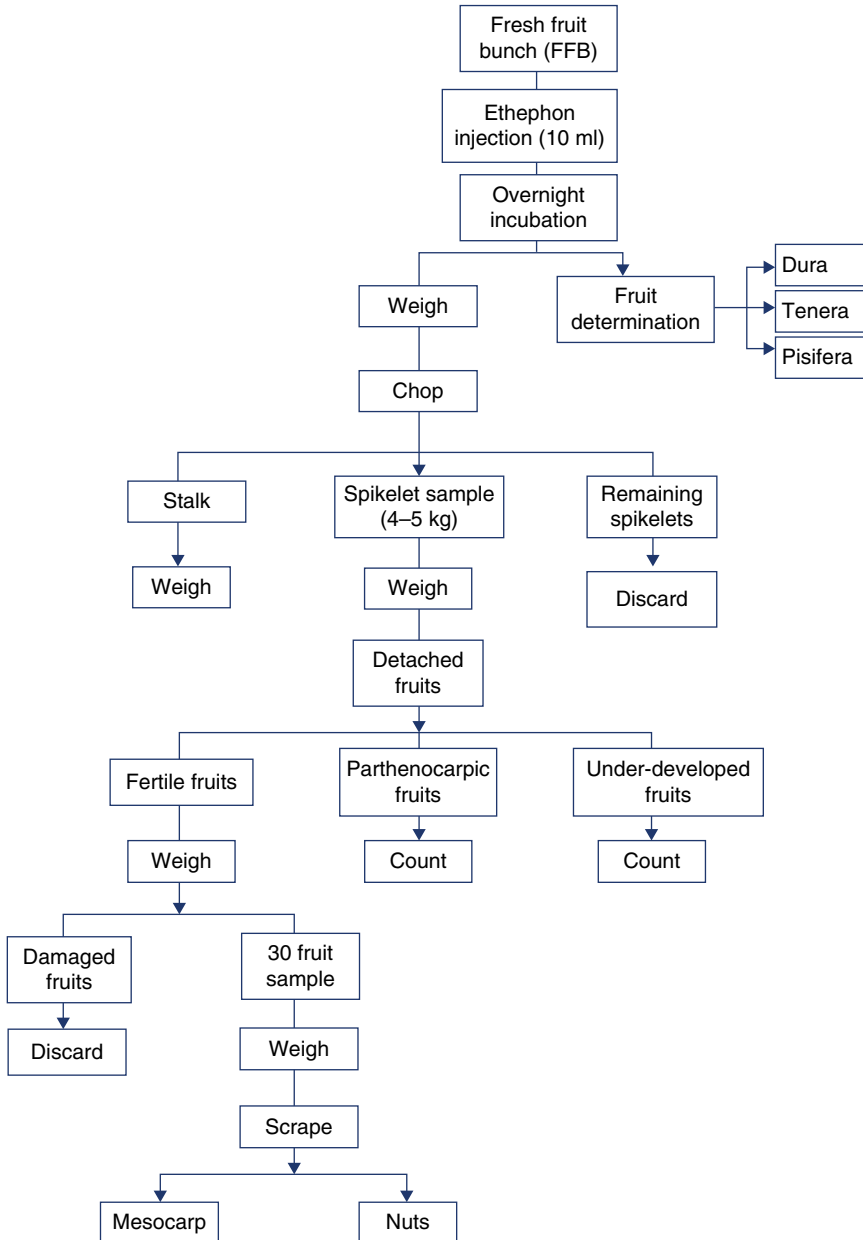 Fresh fruit
bunch (FFB)
Ethephon
injection (10 ml)
Overnight
incubation
Weigh
Fruit
determination
Dura
Tenera
Pisifera
Chop
Stalk
Spikelet sample
(4–5 kg)
Remaining
spikelets
Weigh
Weigh
Discard
Detached
fruits
Fertile fruits
Parthenocarpic
fruits
Under-developed
fruits
Weigh
Count
Count
Damaged
fruits
30 fruit
sample
Discard
Weigh
Scrape
Mesocarp
Nuts